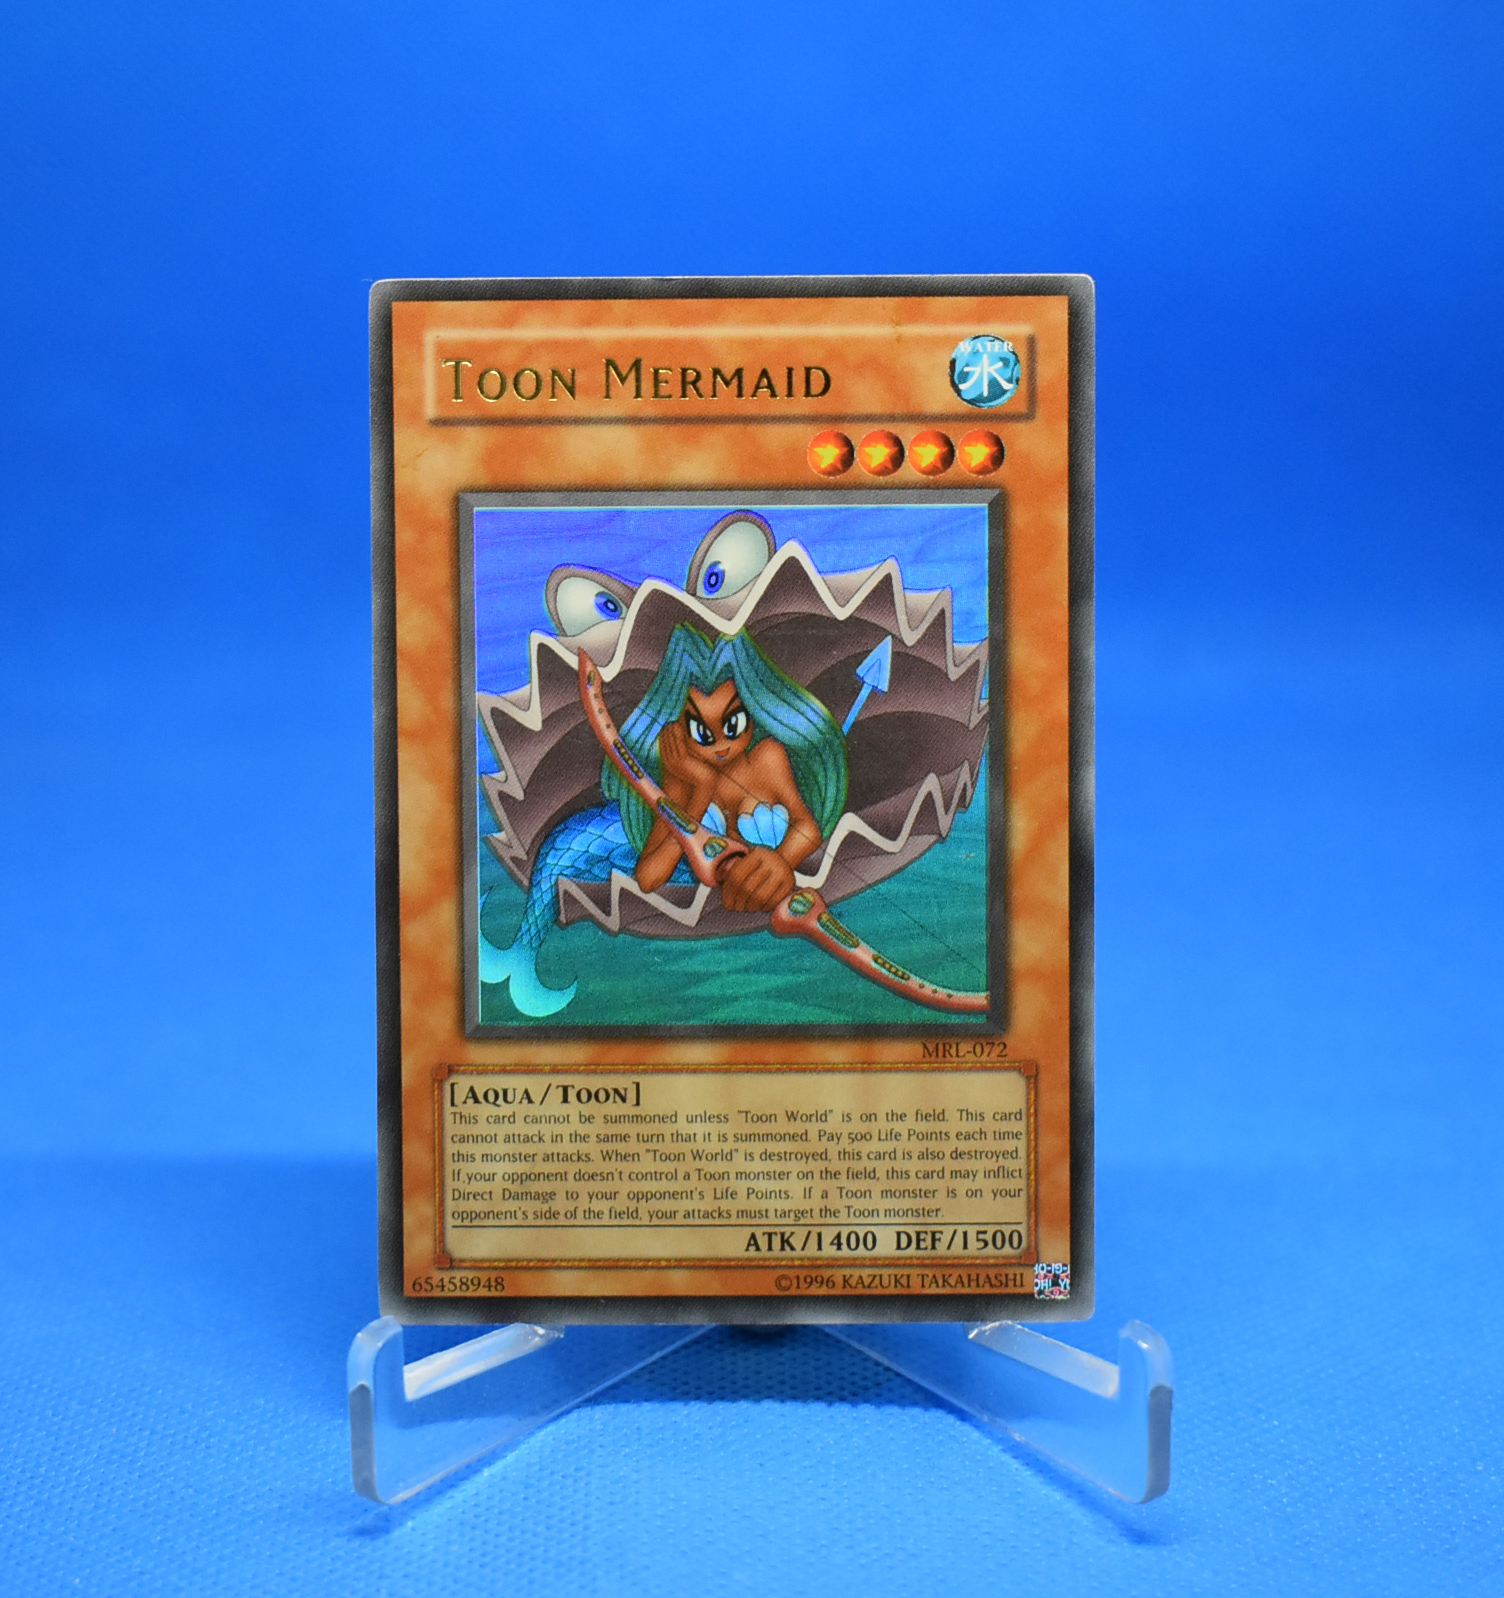 TOON MERMAID
WATER
水
MRL-072
[AQUA/TOON]
This card cannot be summoned unless "Toon World" is on the field. This card
cannot attack in the same turn that it is summoned. Pay 500 Life Points each time
this monster attacks. When "Toon World" is destroyed, this card is also destroyed.
If your opponent doesn't control a Toon monster on the field, this card may inflict
Direct Damage to your opponent's Life Points. If a Toon monster is on your
opponent's side of the field, your attacks must target the Toon monster.
ATK/1400 DEF/1500
65458948
©1996 KAZUKI TAKAHASHI